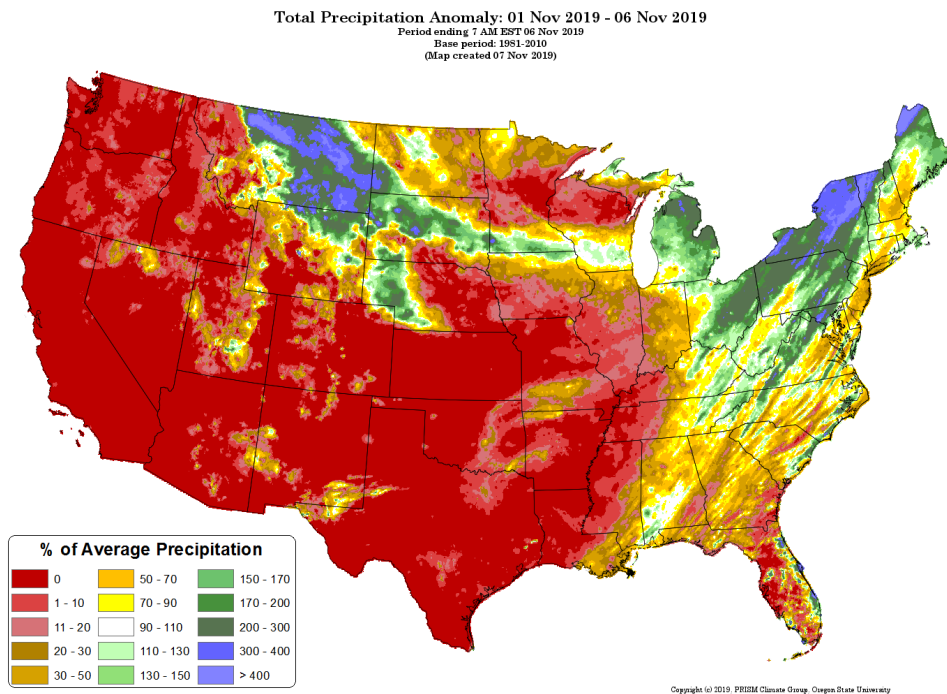 Total Precipitation Anomaly: 01 Nov 2019 - 06 Nov 2019
Period ending 7 AM EST 06 Nov 2019
Base period: 1981-2010
(Map created 07 Nov 2019)
% of Average Precipitation
0 50 - 70 150 - 170
1 - 10 70 - 90 170 - 200
11 - 20 90 - 110 200 - 300
20 - 30 110 - 130 300 - 400
30 - 50 130 - 150 > 400
Copyright (c) 2019, PRISM Climate Group, Oregon State University